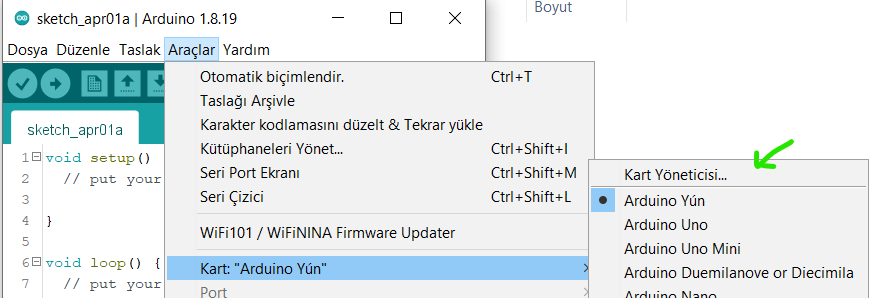 Boyut
sketch_apr01a | Arduino 1.8.19
Dosya Düzenle Taslak Araçlar Yardım
Otomatik biçimlendir. Ctrl+T
Taslağı Arşivle
Karakter kodlamasını düzelt & Tekrar yükle
Kütüphaneleri Yönet... Ctrl+Shift+I
Seri Port Ekranı Ctrl+Shift+M
Seri Çizici Ctrl+Shift+L
WiFi101 / WiFiNINA Firmware Updater
Kart: "Arduino Yún"
Port
sketch_apr01a
1 void setup()
2 // put your
3
4 }
5
6 void loop() {
7 // put your
Kart Yöneticisi...
Arduino Yún
Arduino Uno
Arduino Uno Mini
Arduino Duemilanove or Diecimila
Arduino Nano